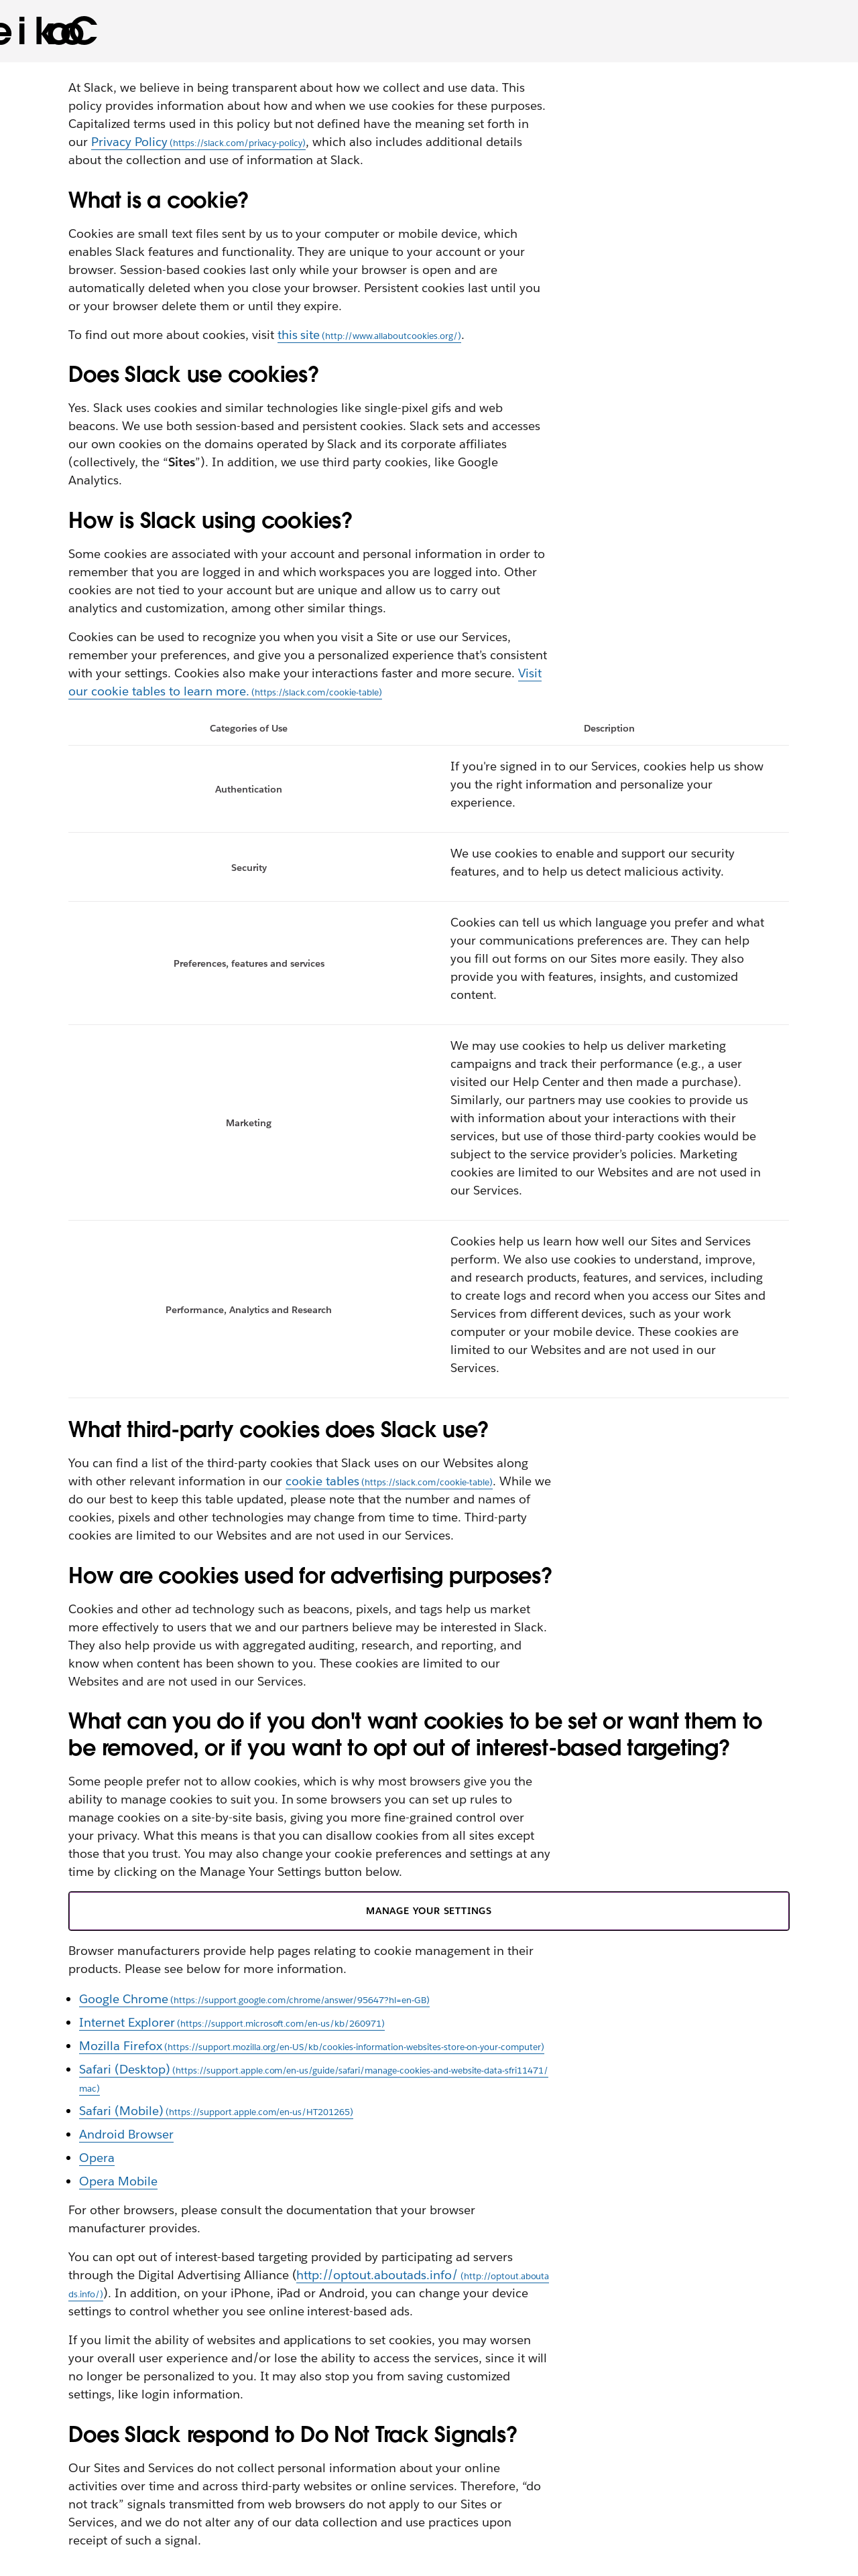 At Slack, we believe in being transparent about how we collect and use data. This
policy provides information about how and when we use cookies for these purposes.
Capitalized terms used in this policy but not defined have the meaning set forth in
our Privacy Policy (https://slack.com/privacy-policy), which also includes additional details
about the collection and use of information at Slack.
What is a cookie?
Cookies are small text files sent by us to your computer or mobile device, which
enables Slack features and functionality. They are unique to your account or your
browser. Session-based cookies last only while your browser is open and are
automatically deleted when you close your browser. Persistent cookies last until you
or your browser delete them or until they expire.
To find out more about cookies, visit this site (http://www.allaboutcookies.org/).
Does Slack use cookies?
Yes. Slack uses cookies and similar technologies like single-pixel gifs and web
beacons. We use both session-based and persistent cookies. Slack sets and accesses
our own cookies on the domains operated by Slack and its corporate affiliates
(collectively, the “Sites”). In addition, we use third party cookies, like Google
Analytics.
How is Slack using cookies?
Some cookies are associated with your account and personal information in order to
remember that you are logged in and which workspaces you are logged into. Other
cookies are not tied to your account but are unique and allow us to carry out
analytics and customization, among other similar things.
Cookies can be used to recognize you when you visit a Site or use our Services,
remember your preferences, and give you a personalized experience that’s consistent
with your settings. Cookies also make your interactions faster and more secure. Visit
our cookie tables to learn more. (https://slack.com/cookie-table)
Categories of Use Description
Authentication
If you're signed in to our Services, cookies help us show
you the right information and personalize your
experience.
Security
We use cookies to enable and support our security
features, and to help us detect malicious activity.
Preferences, features and services
Cookies can tell us which language you prefer and what
your communications preferences are. They can help
you fill out forms on our Sites more easily. They also
provide you with features, insights, and customized
content.
Marketing
We may use cookies to help us deliver marketing
campaigns and track their performance (e.g., a user
visited our Help Center and then made a purchase).
Similarly, our partners may use cookies to provide us
with information about your interactions with their
services, but use of those third-party cookies would be
subject to the service provider’s policies. Marketing
cookies are limited to our Websites and are not used in
our Services.
Performance, Analytics and Research
Cookies help us learn how well our Sites and Services
perform. We also use cookies to understand, improve,
and research products, features, and services, including
to create logs and record when you access our Sites and
Services from different devices, such as your work
computer or your mobile device. These cookies are
limited to our Websites and are not used in our
Services.
What third-party cookies does Slack use?
You can find a list of the third-party cookies that Slack uses on our Websites along
with other relevant information in our cookie tables (https://slack.com/cookie-table). While we
do our best to keep this table updated, please note that the number and names of
cookies, pixels and other technologies may change from time to time. Third-party
cookies are limited to our Websites and are not used in our Services.
How are cookies used for advertising purposes?
Cookies and other ad technology such as beacons, pixels, and tags help us market
more effectively to users that we and our partners believe may be interested in Slack.
They also help provide us with aggregated auditing, research, and reporting, and
know when content has been shown to you. These cookies are limited to our
Websites and are not used in our Services.
What can you do if you don't want cookies to be set or want them to
be removed, or if you want to opt out of interest-based targeting?
Some people prefer not to allow cookies, which is why most browsers give you the
ability to manage cookies to suit you. In some browsers you can set up rules to
manage cookies on a site-by-site basis, giving you more fine-grained control over
your privacy. What this means is that you can disallow cookies from all sites except
those that you trust. You may also change your cookie preferences and settings at any
time by clicking on the Manage Your Settings button below.
MANAGE YOUR SETTINGS
Browser manufacturers provide help pages relating to cookie management in their
products. Please see below for more information.
• Google Chrome (https://support.google.com/chrome/answer/95647?hl=en-GB)
• Internet Explorer (https://support.microsoft.com/en-us/kb/260971)
• Mozilla Firefox (https://support.mozilla.org/en-US/kb/cookies-information-websites-store-on-your-computer)
• Safari (Desktop) (https://support.apple.com/en-us/guide/safari/manage-cookies-and-website-data-sfri11471/
mac)
• Safari (Mobile) (https://support.apple.com/en-us/HT201265)
• Android Browser
• Opera
• Opera Mobile
For other browsers, please consult the documentation that your browser
manufacturer provides.
You can opt out of interest-based targeting provided by participating ad servers
through the Digital Advertising Alliance (http://optout.aboutads.info/ (http://optout.abouta
ds.info/)). In addition, on your iPhone, iPad or Android, you can change your device
settings to control whether you see online interest-based ads.
If you limit the ability of websites and applications to set cookies, you may worsen
your overall user experience and/or lose the ability to access the services, since it will
no longer be personalized to you. It may also stop you from saving customized
settings, like login information.
Does Slack respond to Do Not Track Signals?
Our Sites and Services do not collect personal information about your online
activities over time and across third-party websites or online services. Therefore, “do
not track” signals transmitted from web browsers do not apply to our Sites or
Services, and we do not alter any of our data collection and use practices upon
receipt of such a signal.